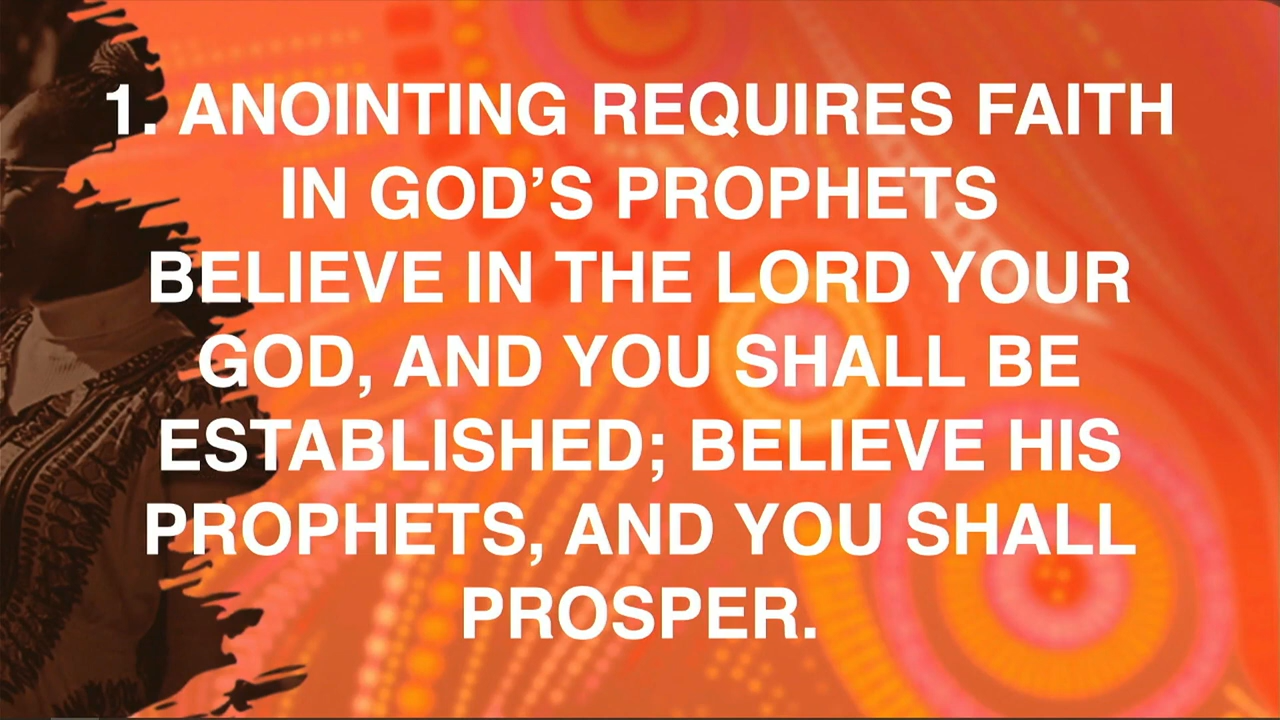 1. ANOINTING REQUIRES FAITH
IN GOD’S PROPHETS
BELIEVE IN THE LORD YOUR
GOD, AND YOU SHALL BE
ESTABLISHED; BELIEVE HIS
PROPHETS, AND YOU SHALL
PROSPER.